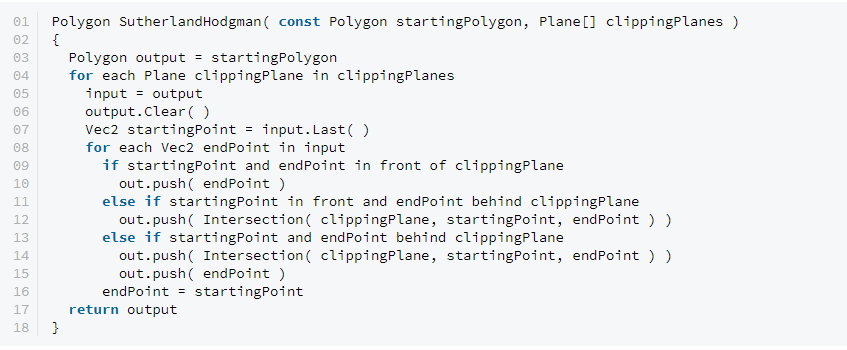 01 Polygon SutherlandHodgman( const Polygon startingPolygon, Plane[] clippingPlanes )
02 {
03   Polygon output = startingPolygon
04   for each Plane clippingPlane in clippingPlanes
05     input = output
06     output.Clear( )
07     Vec2 startingPoint = input.Last( )
08     for each Vec2 endPoint in input
09       if startingPoint and endPoint in front of clippingPlane
10         out.push( endPoint )
11       else if startingPoint in front and endPoint behind clippingPlane
12         out.push( Intersection( clippingPlane, startingPoint, endPoint ) )
13       else if startingPoint and endPoint behind clippingPlane
14         out.push( Intersection( clippingPlane, startingPoint, endPoint ) )
15         out.push( endPoint )
16       endPoint = startingPoint
17   return output
18 }